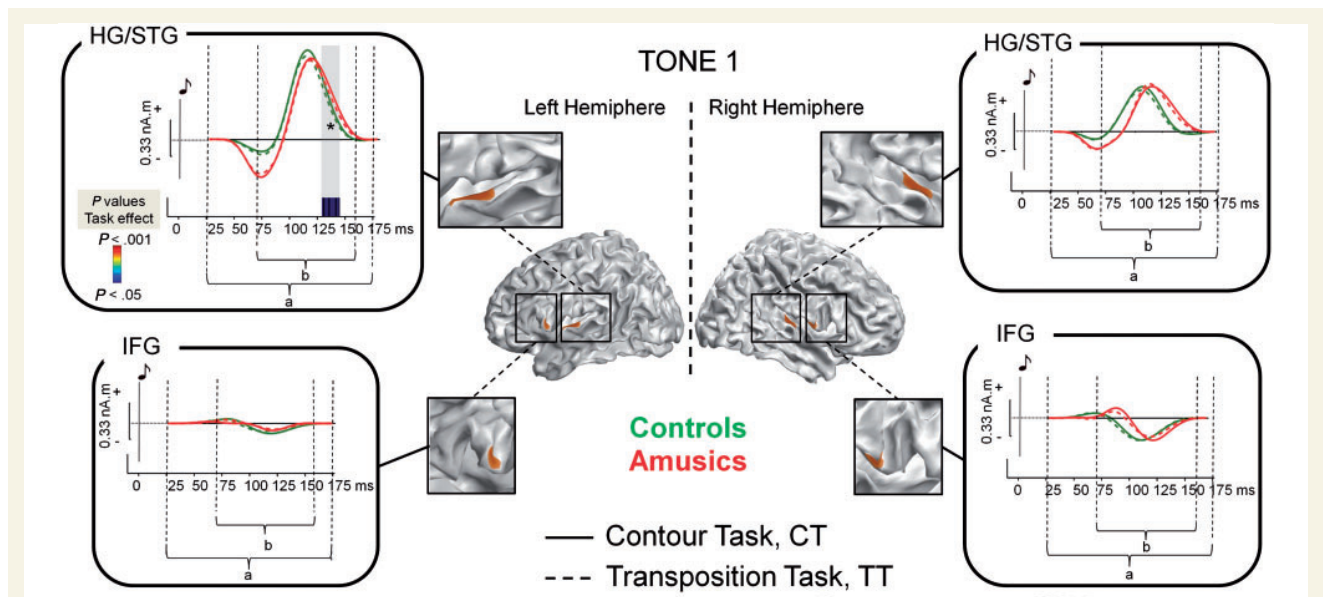 HG/STG
TONE 1
HG/STG
Left Hemiphere
Right Hemiphere
0.33 nA.m
+
-
*
P values
Task effect
P < .001
P < .05
0 25 50 75 100 125 150 175 ms
b
a
0.33 nA.m
+
-
0 25 50 75 100 125 150 175 ms
b
a
IFG
0.33 nA.m
+
-
0 25 50 75 100 125 150 175 ms
b
a
Controls
Amusics
Contour Task, CT
Transposition Task, TT
IFG
0.33 nA.m
+
-
0 25 50 75 100 125 150 175 ms
b
a